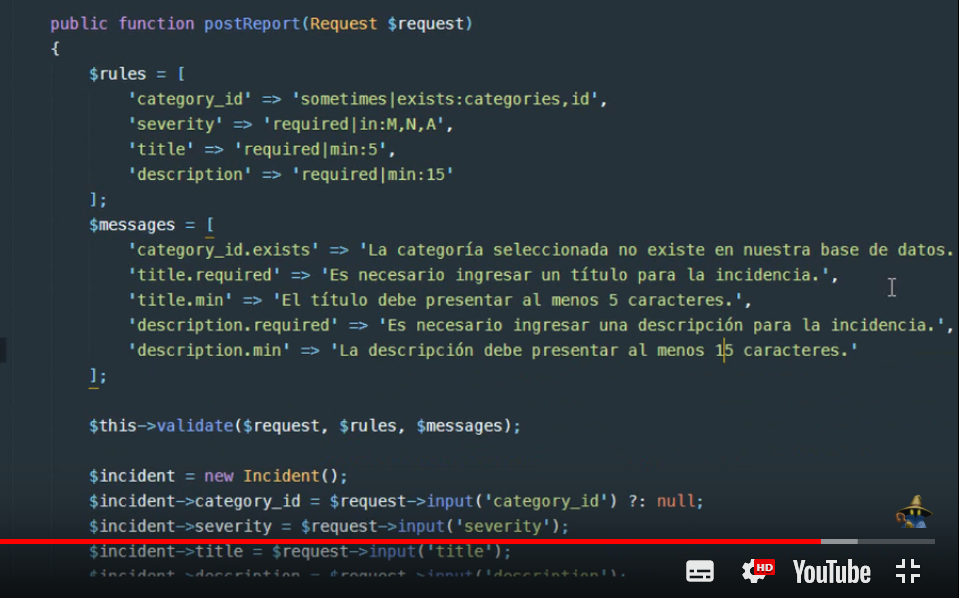 public function postReport(Request $request)
{
$rules = [
'category_id' => 'sometimes|exists:categories,id',
'severity' => 'required|in:M,N,A',
'title' => 'required|min:5',
'description' => 'required|min:15'
];
$messages = [
'category_id.exists' => 'La categoría seleccionada no existe en nuestra base de datos.
'title.required' => 'Es necesario ingresar un título para la incidencia.',
'title.min' => 'El título debe presentar al menos 5 caracteres.',
'description.required' => 'Es necesario ingresar una descripción para la incidencia.',
'description.min' => 'La descripción debe presentar al menos 15 caracteres.'
];
$this->validate($request, $rules, $messages);
$incident = new Incident();
$incident->category_id = $request->input('category_id') ?: null;
$incident->severity = $request->input('severity');
$incident->title = $request->input('title');
$incident->description = $request->input('description');
HD YouTube